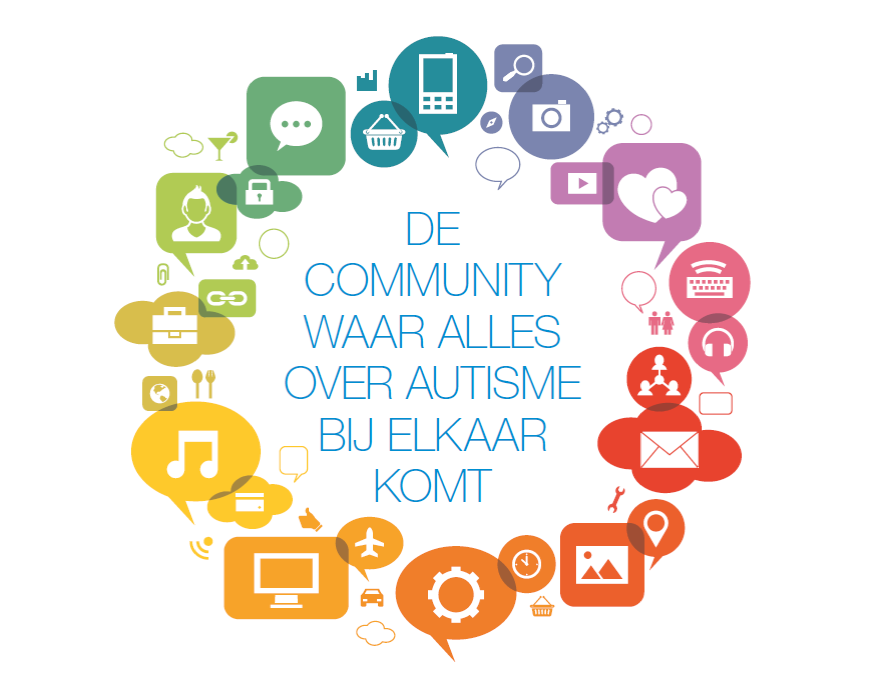 DE
COMMUNITY
WAAR ALLES
OVER AUTISME
BIJ ELKAAR
KOMT